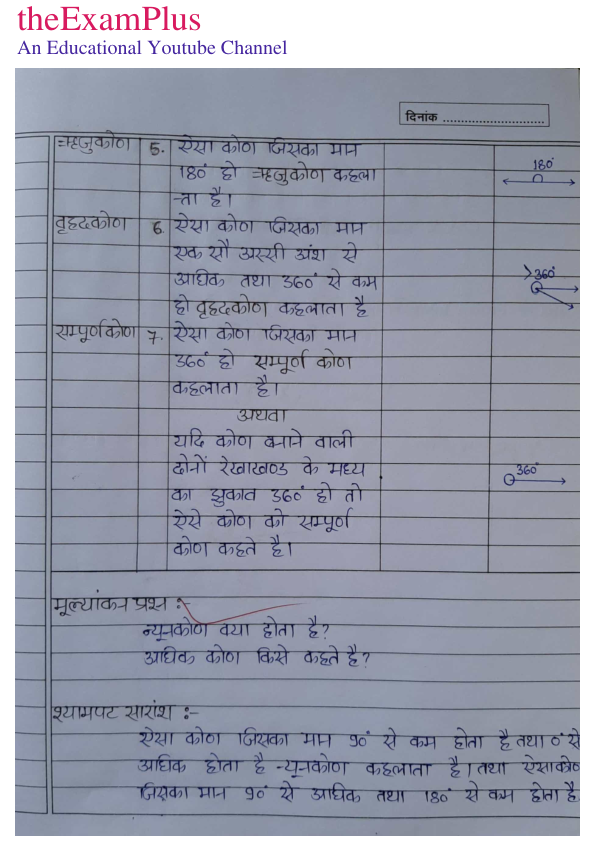 theExamPlus
An Educational Youtube Channel
दिनांक ..............................
ऋजुकोण 5. ऐसा कोण जिसका मान
180° हो ऋजुकोण कहला
-ता है।
180°
वृहदकोण 6. ऐसा कोण जिसका मान
एक सौ अस्सी अंश से
अधिक तथा 360° से कम
हो वृहदकोण कहलाता है
>360°
सम्पूर्णकोण 7. ऐसा कोण जिसका मान
360° हो सम्पूर्ण कोण
कहलाता है।
अथवा
यदि कोण बनाने वाली
दोनों रेखाखण्ड के मध्य
का झुकाव 360° हो तो
ऐसे कोण को सम्पूर्ण
कोण कहते है।
360°
मूल्यांकन प्रश्न :-
न्यूनकोण क्या होता है?
अधिक कोण किसे कहते है?
श्यामपट सारांश :-
ऐसा कोण जिसका मान 90° से कम होता है तथा 0° से
अधिक होता है न्यूनकोण कहलाता है। तथा ऐसा कोण
जिसका मान 90° से अधिक तथा 180° से कम होता है